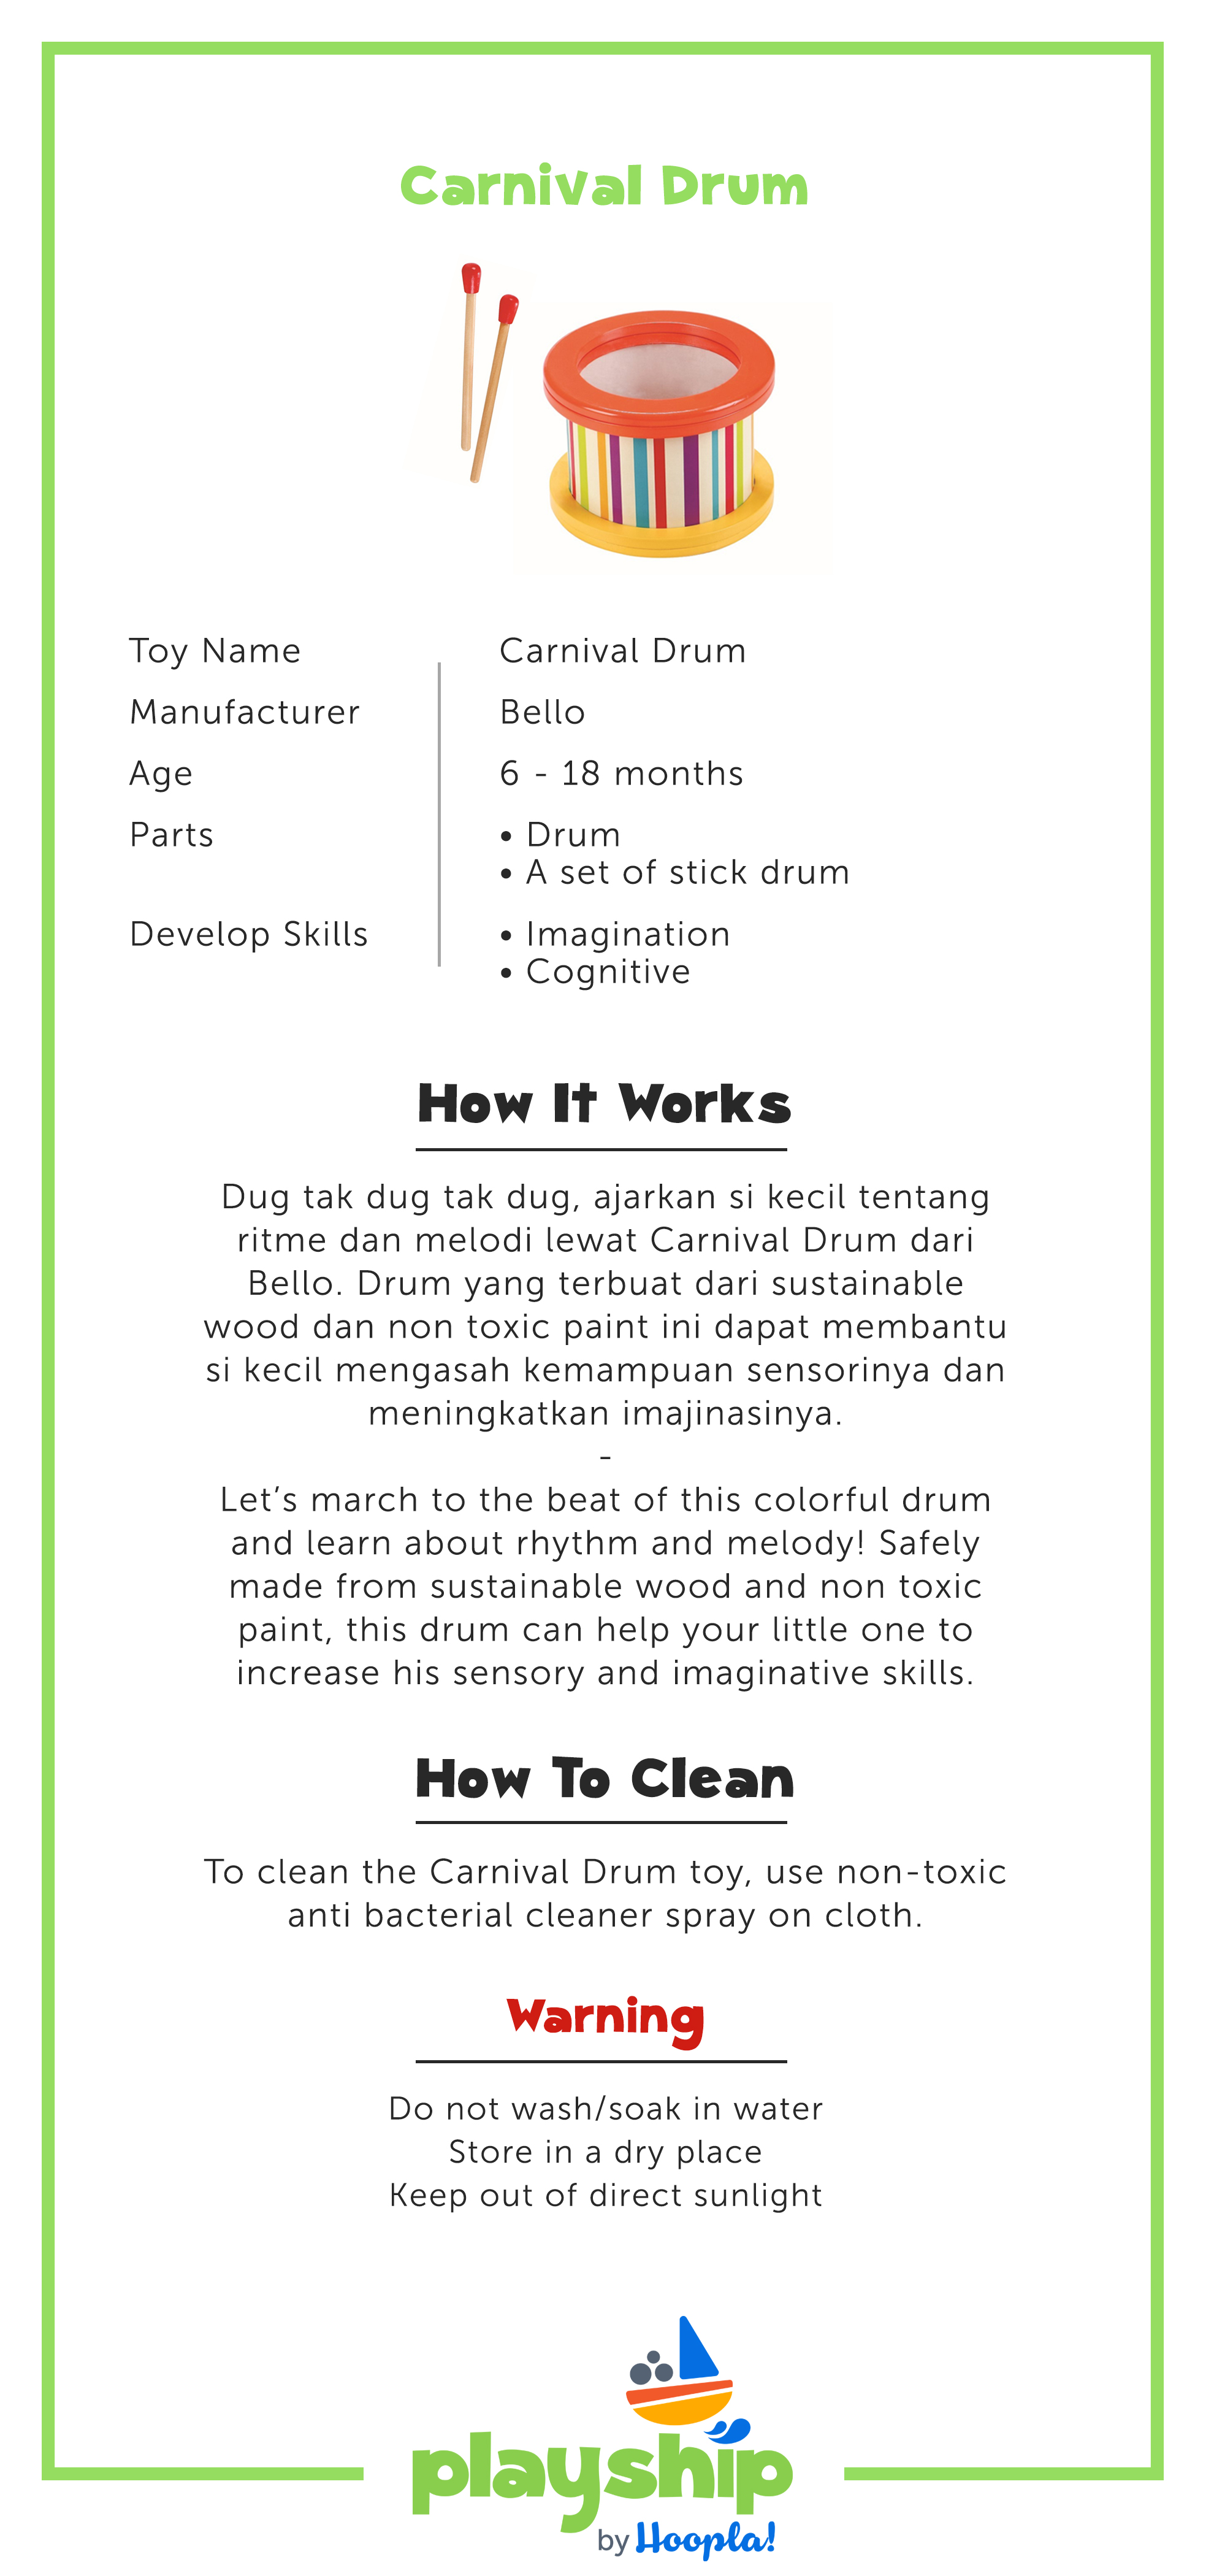 Carnival Drum
Toy Name
Carnival Drum
Manufacturer
Bello
Age
6 - 18 months
Parts
• Drum
• A set of stick drum
Develop Skills
• Imagination
• Cognitive
How It Works
Dug tak dug tak dug, ajarkan si kecil tentang
ritme dan melodi lewat Carnival Drum dari
Bello. Drum yang terbuat dari sustainable
wood dan non toxic paint ini dapat membantu
si kecil mengasah kemampuan sensorinya dan
meningkatkan imajinasinya.
-
Let’s march to the beat of this colorful drum
and learn about rhythm and melody! Safely
made from sustainable wood and non toxic
paint, this drum can help your little one to
increase his sensory and imaginative skills.
How To Clean
To clean the Carnival Drum toy, use non-toxic
anti bacterial cleaner spray on cloth.
Warning
Do not wash/soak in water
Store in a dry place
Keep out of direct sunlight
playship
by Hoopla!